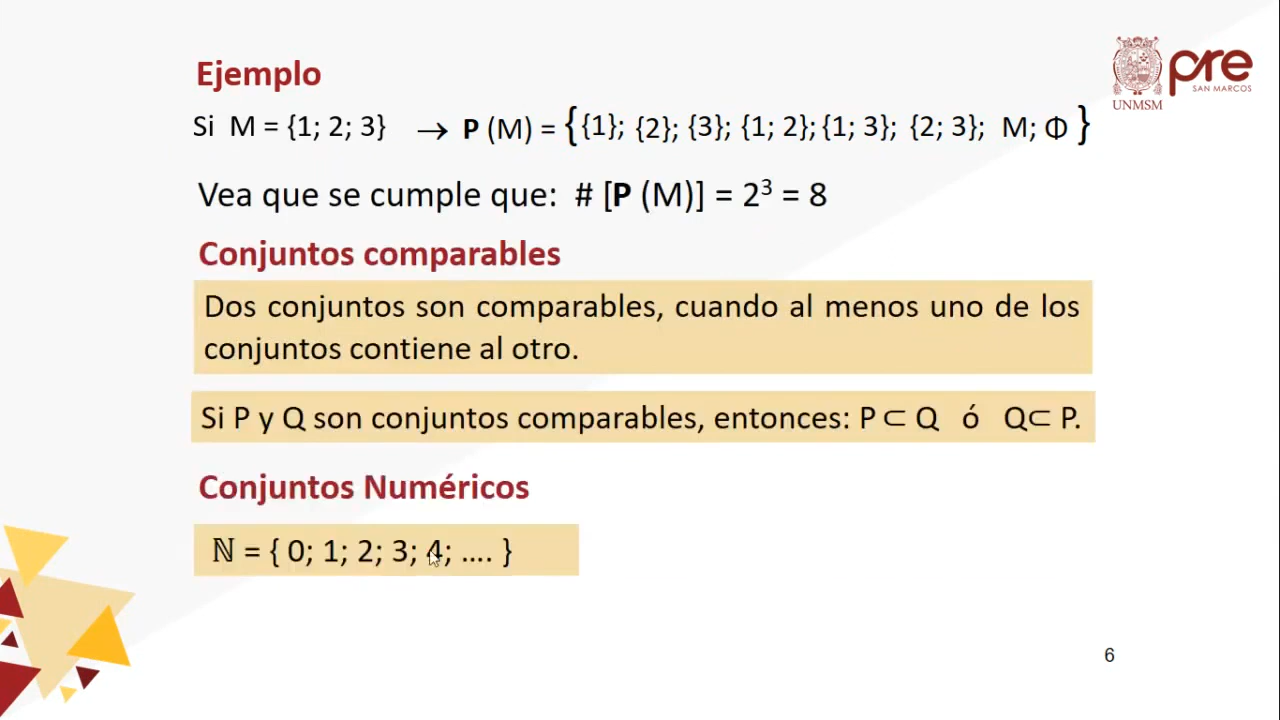 Ejemplo
Si M = {1; 2; 3} → P (M) = { {1}; {2}; {3}; {1; 2}; {1; 3}; {2; 3}; M; Φ }
Vea que se cumple que: # [P (M)] = 2³ = 8
Conjuntos comparables
Dos conjuntos son comparables, cuando al menos uno de los
conjuntos contiene al otro.
Si P y Q son conjuntos comparables, entonces: P ⊂ Q ó Q⊂ P.
Conjuntos Numéricos
ℕ = { 0; 1; 2; 3; 4; .... }
6
UNMSM
pre
SAN MARCOS